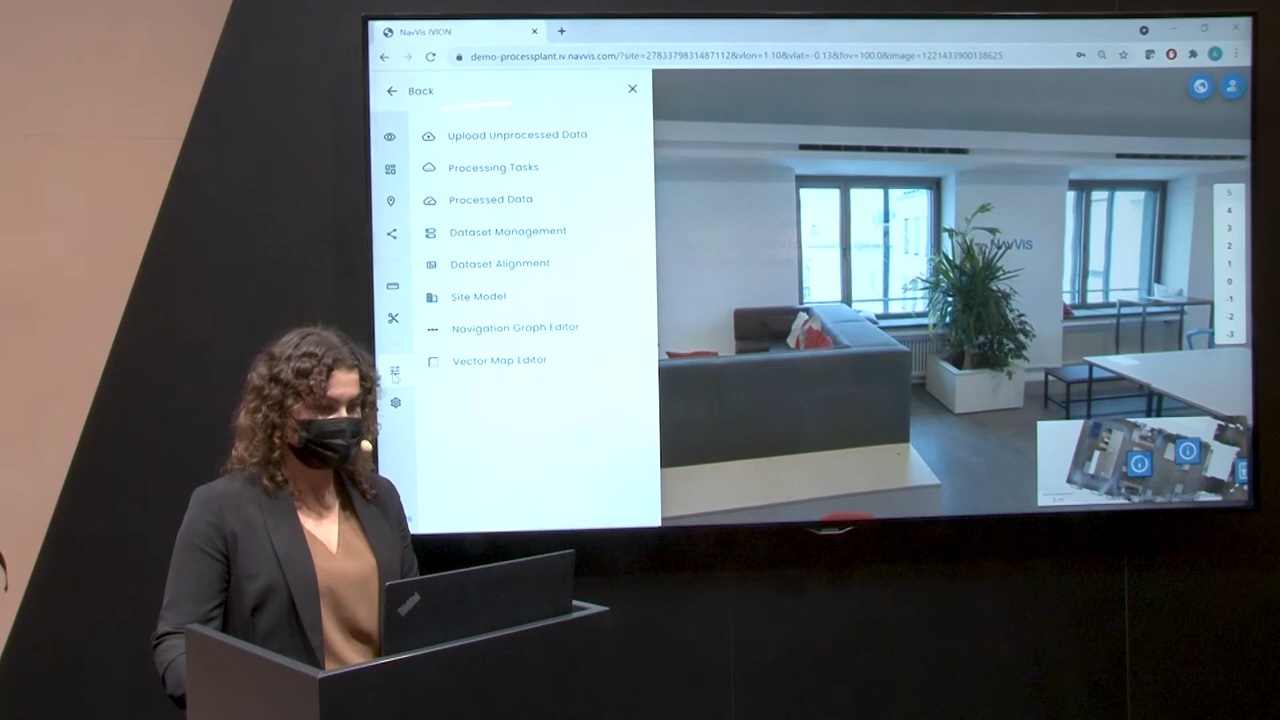 NavVis IVION
demo-processplant.iv.navvis.com/?site=2783379831487112&vlon=1.10&vlat=-0.13&fov=100.0&image=1221433900138625
Back
Upload Unprocessed Data
Processing Tasks
Processed Data
Dataset Management
Dataset Alignment
Site Model
Navigation Graph Editor
Vector Map Editor
NavVis
5
4
3
2
1
0
-1
-2
-3
5 m
ThinkPad